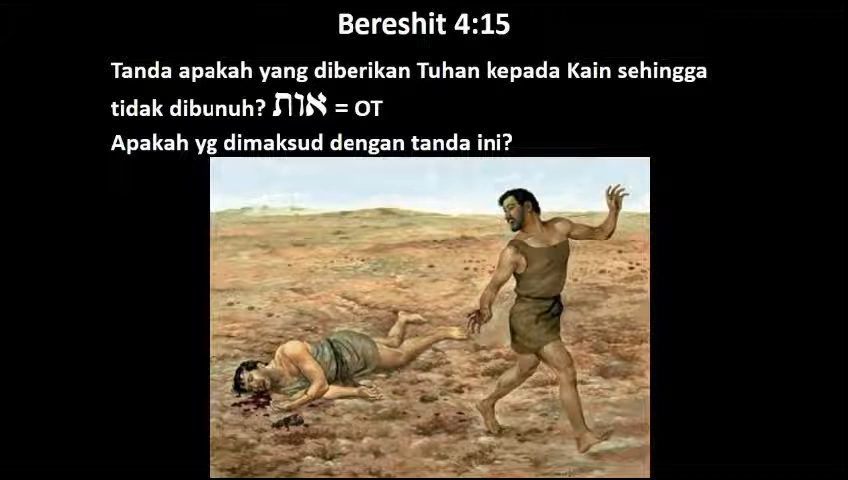 Bereshit 4:15
Tanda apakah yang diberikan Tuhan kepada Kain sehingga
tidak dibunuh? אות = OT
Apakah yg dimaksud dengan tanda ini?